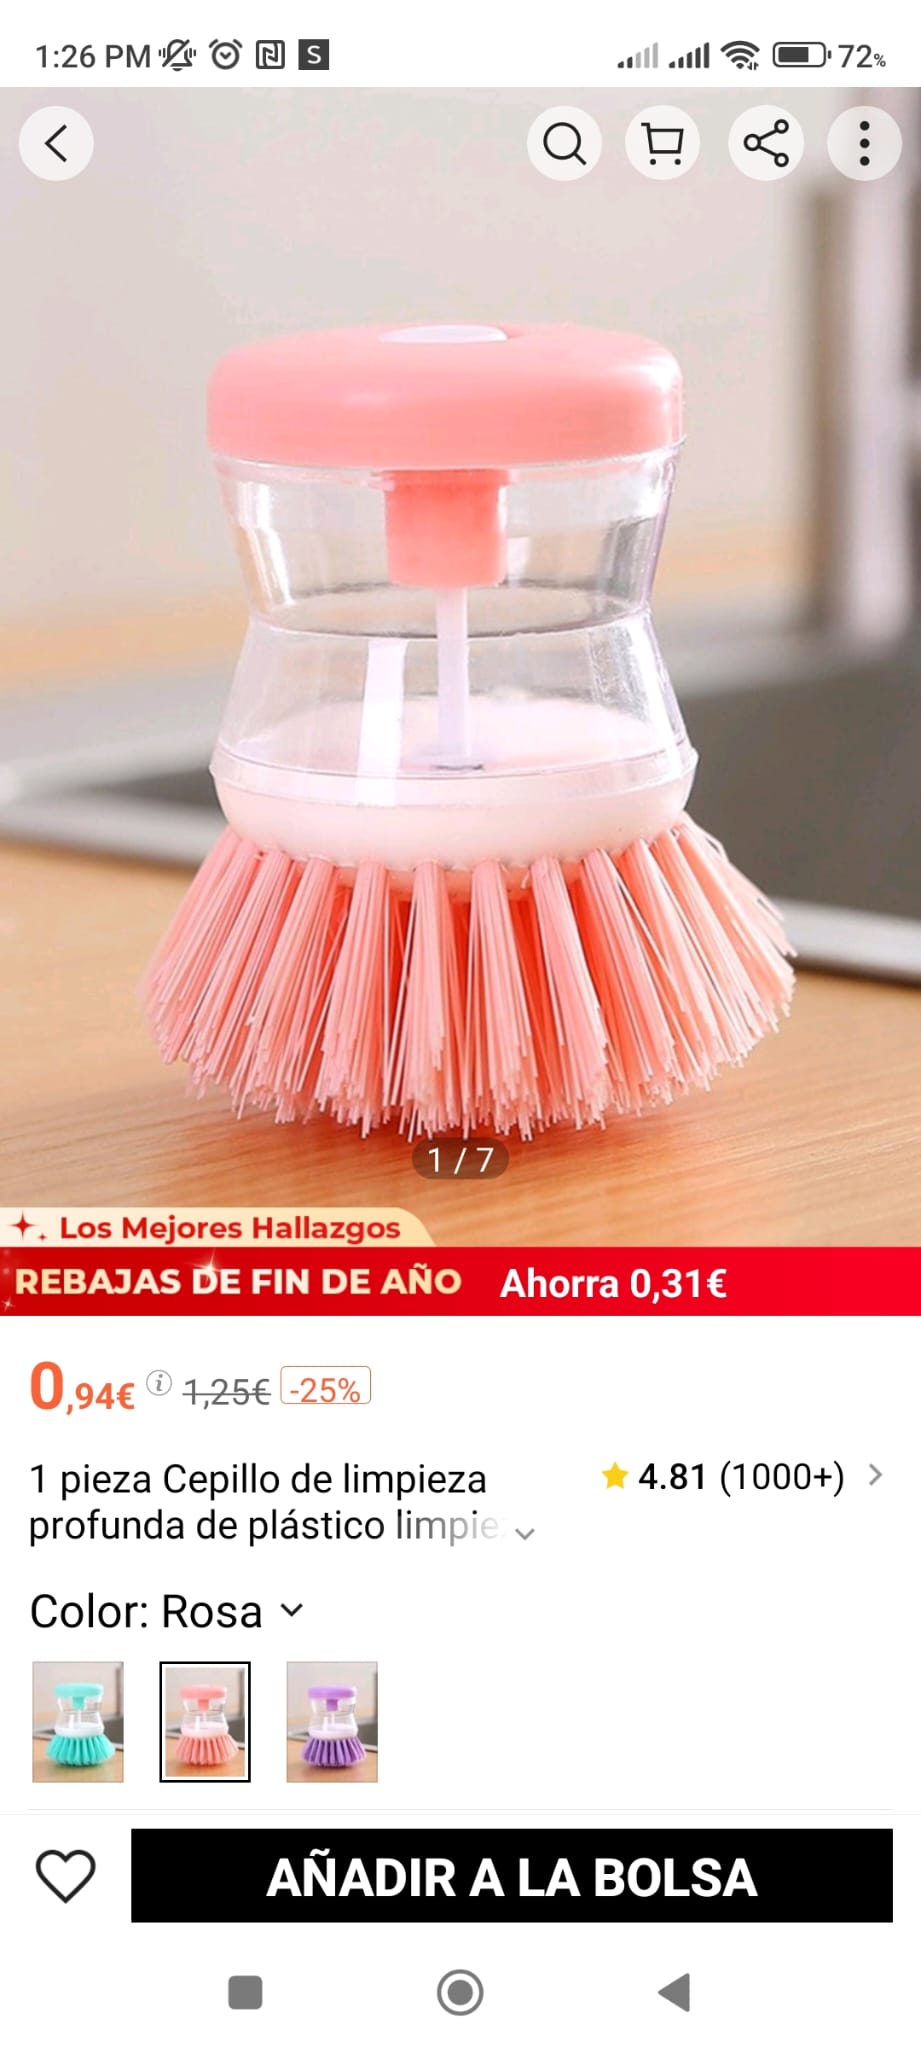 1:26 PM S 72%
1 / 7
Los Mejores Hallazgos
REBAJAS DE FIN DE AÑO Ahorra 0,31€
0,94€ i 1,25€ -25%
1 pieza Cepillo de limpieza
profunda de plástico limpie
4.81 (1000+)
Color: Rosa
AÑADIR A LA BOLSA